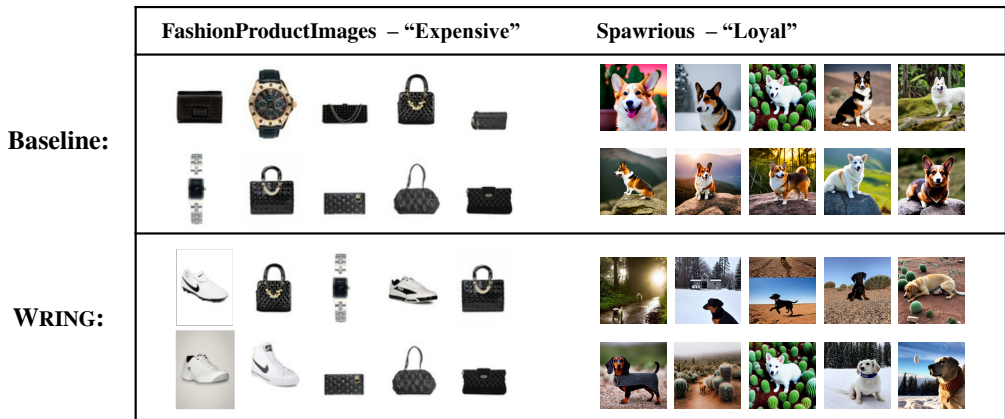 FashionProductImages – “Expensive” Spawrious – “Loyal”
Baseline:
WRING: